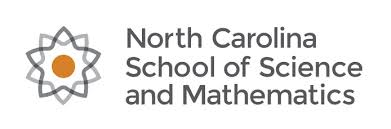 North Carolina
School of Science
and Mathematics